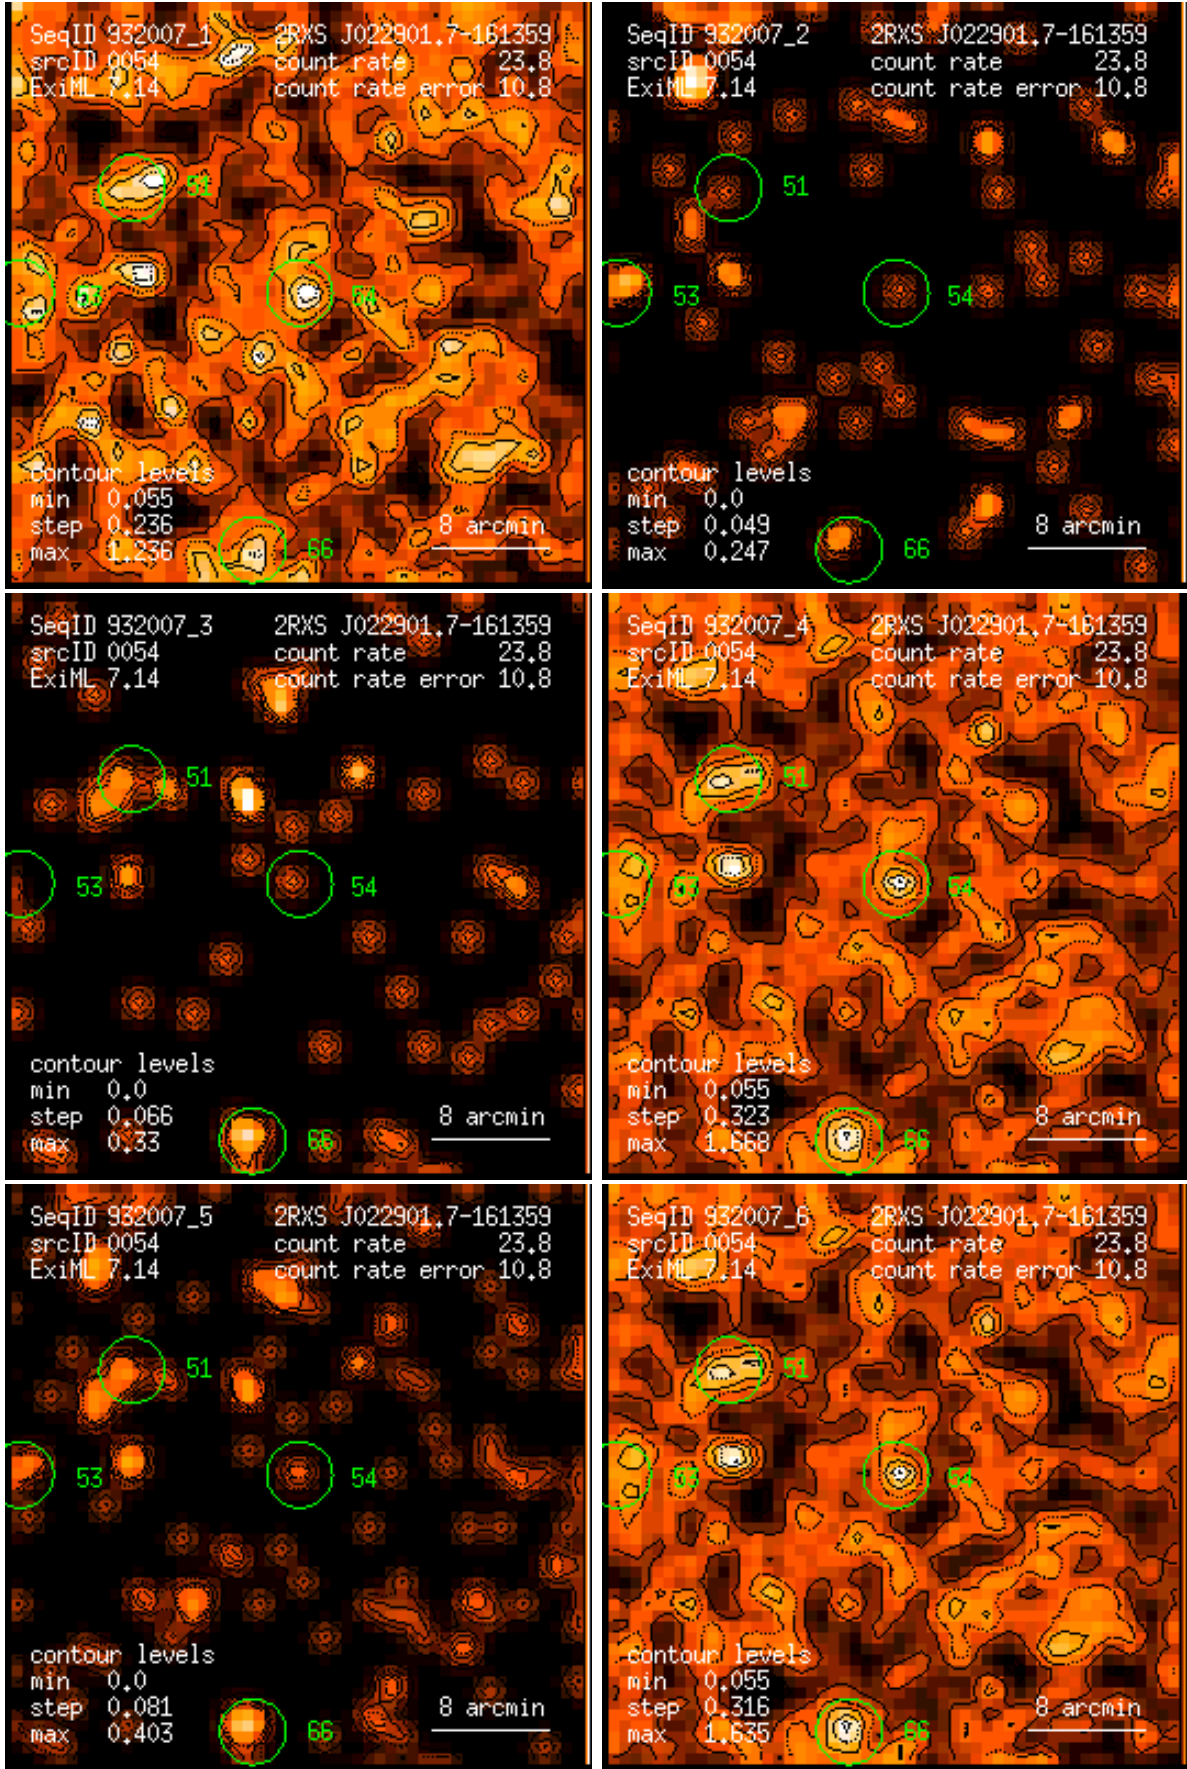 SeqID 932007_1 2RXS J022901.7-161359
srcID 0054 count rate 23.8
ExiML 7.14 count rate error 10.8
51
53
54
contour levels
min 0.055
step 0.236
max 1.236
8 arcmin
66
SeqID 932007_2 2RXS J022901.7-161359
srcID 0054 count rate 23.8
ExiML 7.14 count rate error 10.8
51
53
54
contour levels
min 0.0
step 0.049
max 0.247
8 arcmin
66
SeqID 932007_3 2RXS J022901.7-161359
srcID 0054 count rate 23.8
ExiML 7.14 count rate error 10.8
51
53
54
contour levels
min 0.0
step 0.066
max 0.33
8 arcmin
66
SeqID 932007_4 2RXS J022901.7-161359
srcID 0054 count rate 23.8
ExiML 7.14 count rate error 10.8
51
53
54
contour levels
min 0.055
step 0.323
max 1.668
8 arcmin
66
SeqID 932007_5 2RXS J022901.7-161359
srcID 0054 count rate 23.8
ExiML 7.14 count rate error 10.8
51
53
54
contour levels
min 0.0
step 0.081
max 0.403
8 arcmin
66
SeqID 932007_6 2RXS J022901.7-161359
srcID 0054 count rate 23.8
ExiML 7.14 count rate error 10.8
51
53
54
contour levels
min 0.055
step 0.316
max 1.635
8 arcmin
66